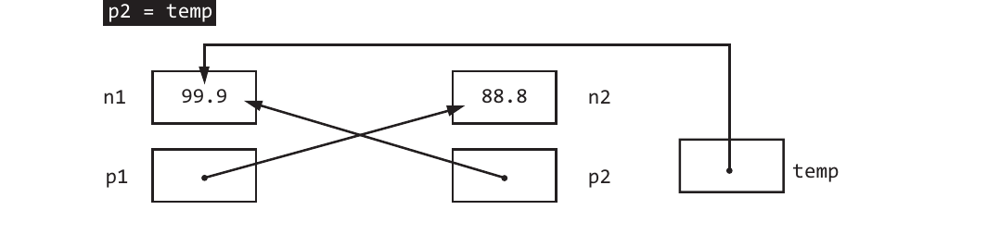 p2 = temp
n1 99.9 88.8 n2
p1 p2 temp